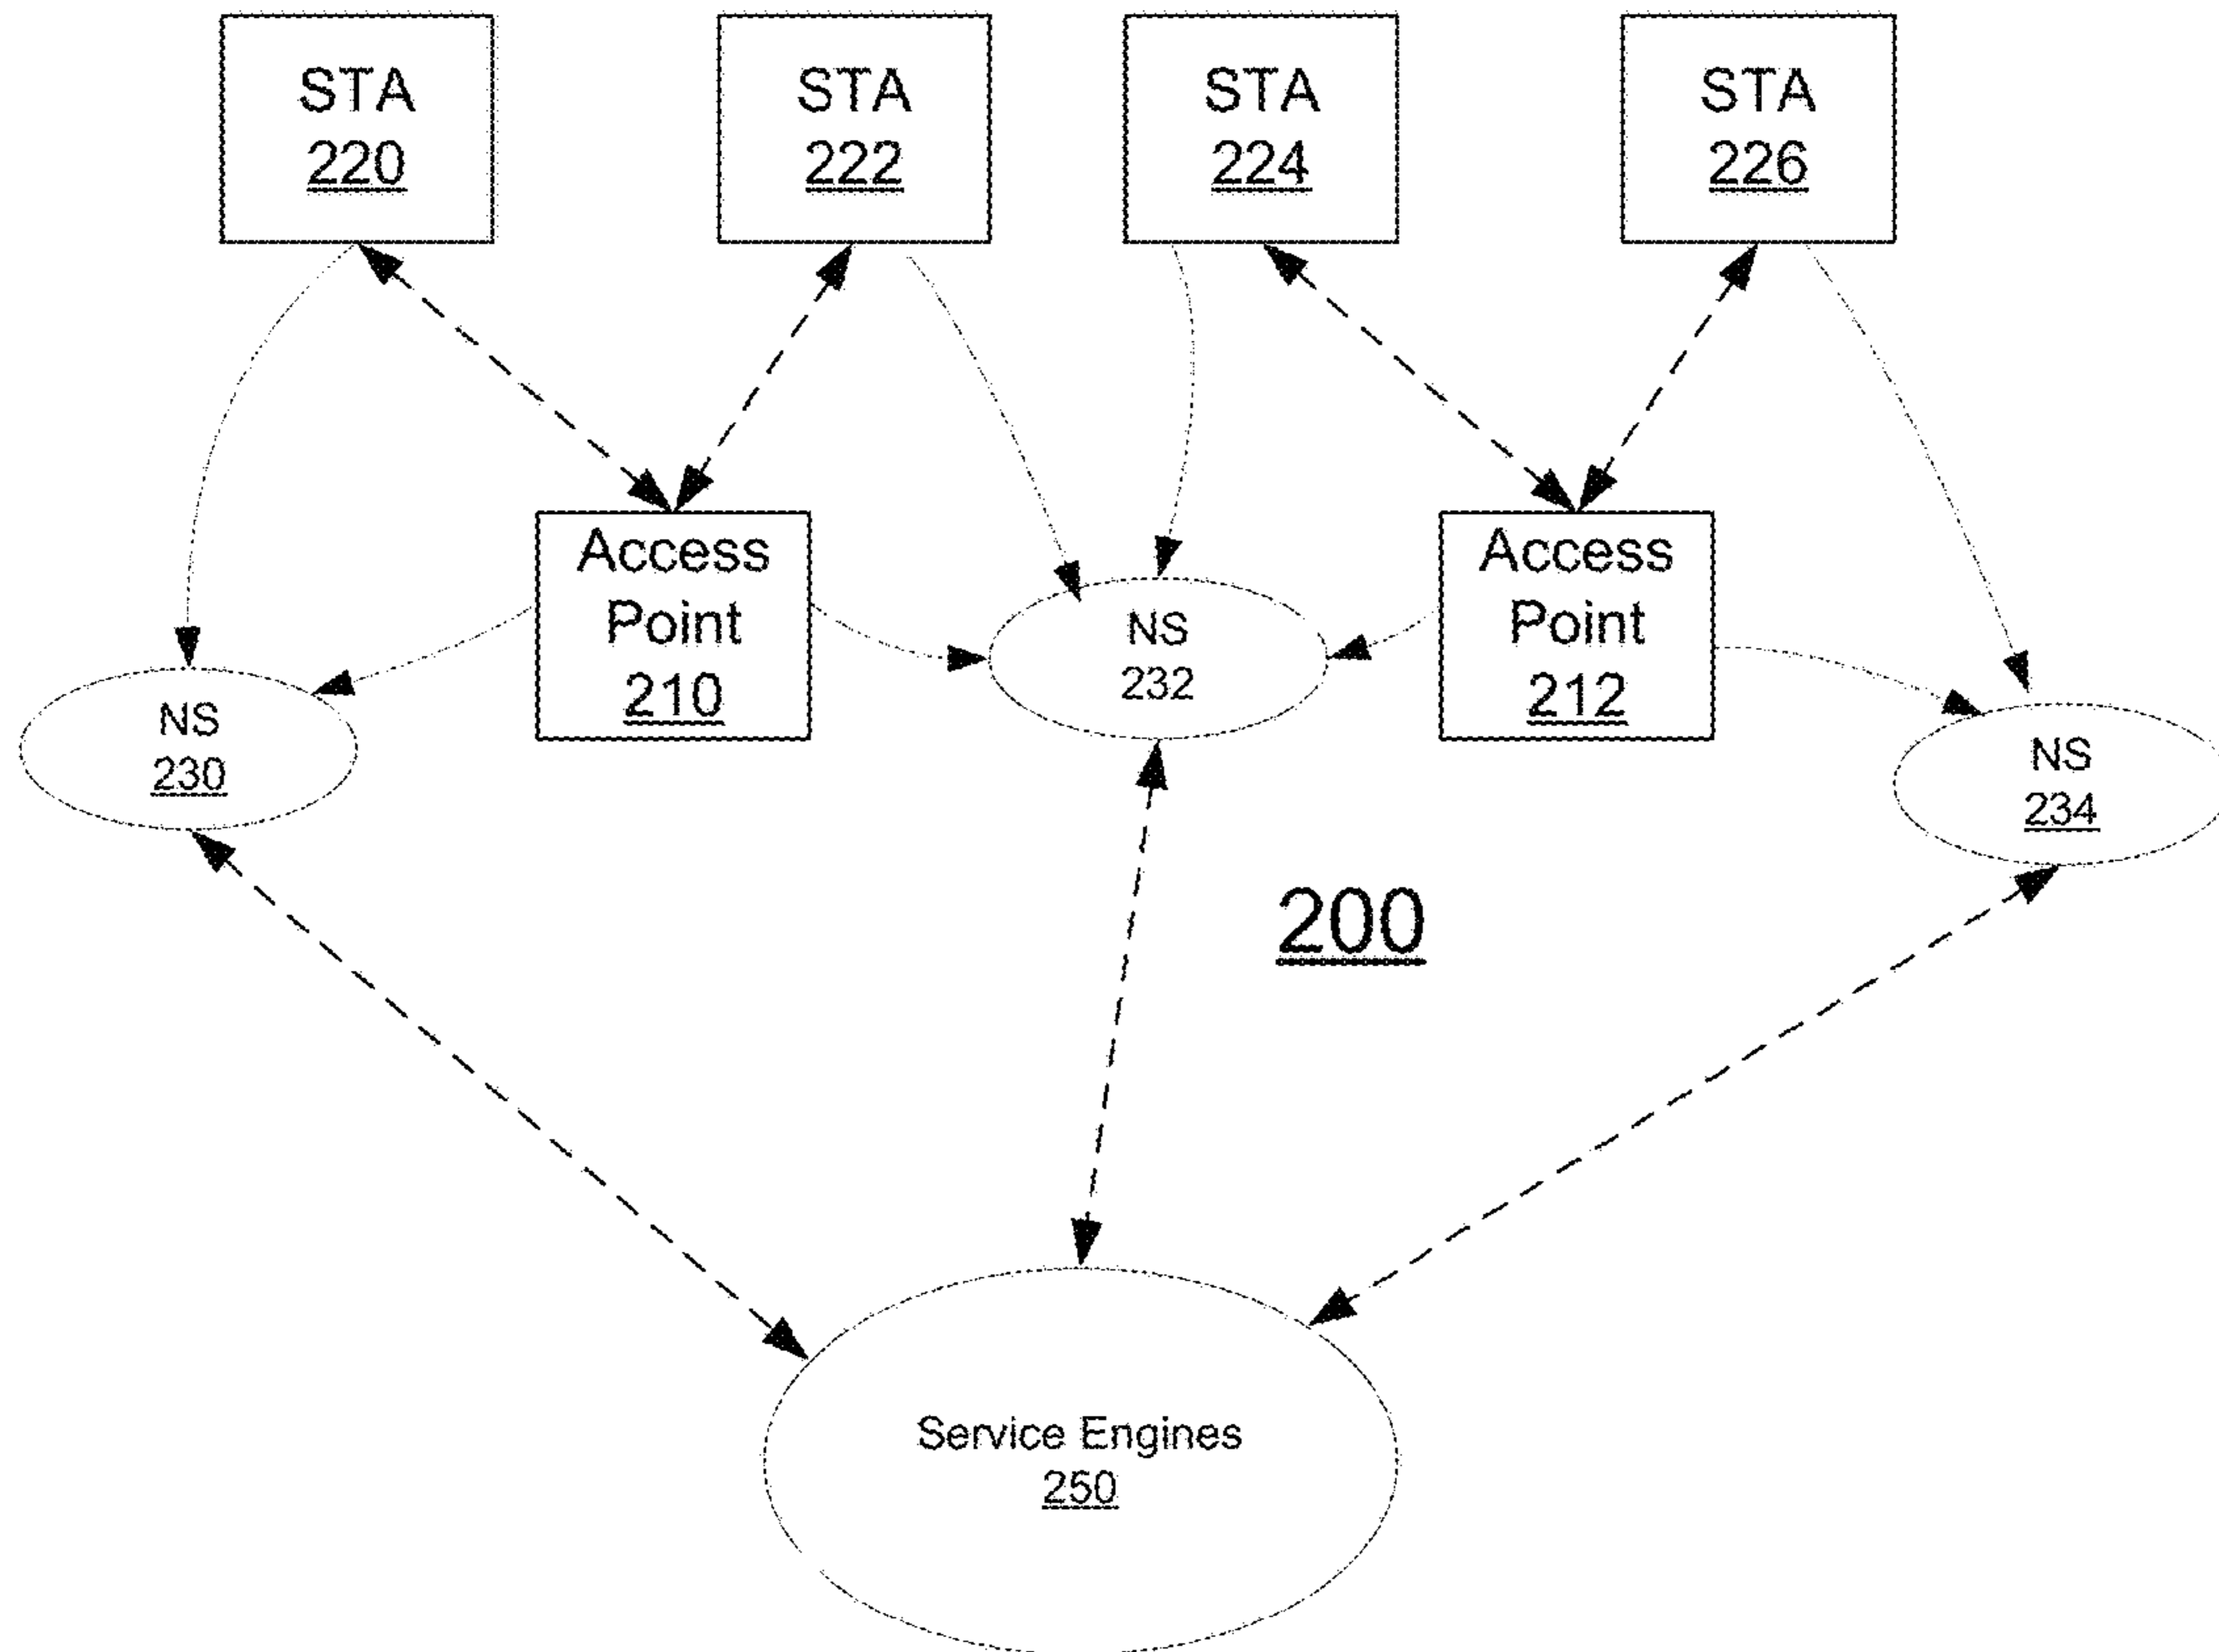 STA
220
STA
222
STA
224
STA
226
Access
Point
210
Access
Point
212
NS
230
NS
232
NS
234
200
Service Engines
250